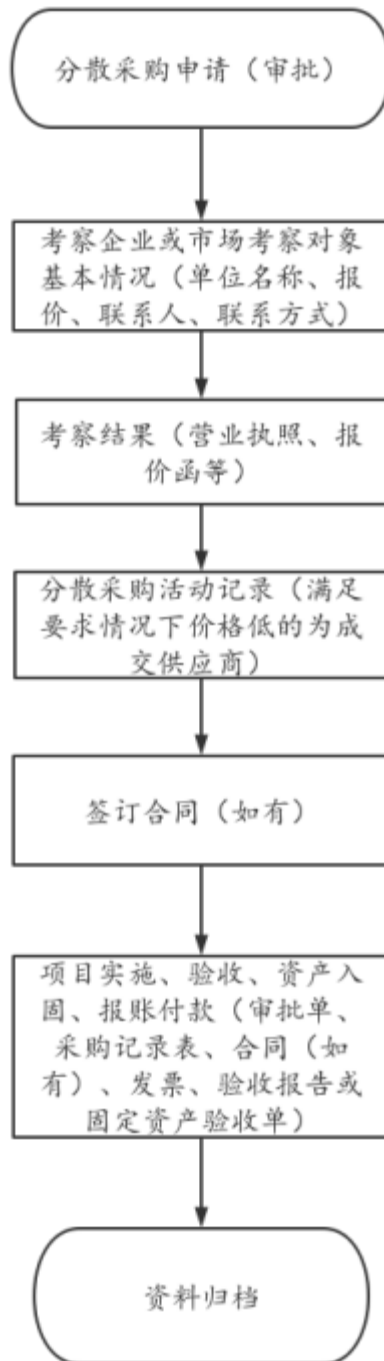 分散采购申请（审批）
考察企业或市场考察对象
基本情况（单位名称、报
价、联系人、联系方式）
考察结果（营业执照、报
价函等）
分散采购活动记录（满足
要求情况下价格低的为成
交供应商）
签订合同（如有）
项目实施、验收、资产入
固、报账付款（审批单、
采购记录表、合同（如
有）、发票、验收报告或
固定资产验收单）
资料归档